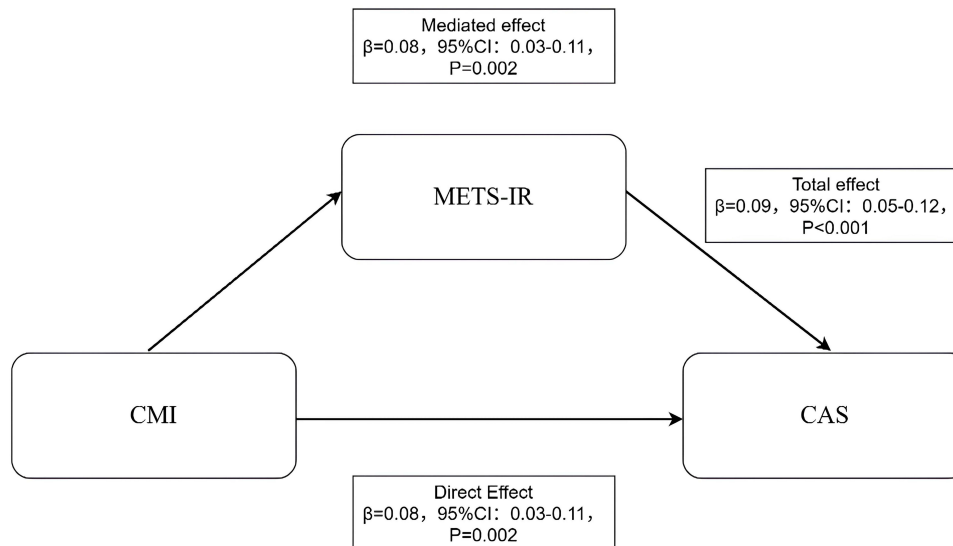 Mediated effect
β=0.08，95%CI：0.03-0.11，
P=0.002
METS-IR
Total effect
β=0.09，95%CI：0.05-0.12，
P<0.001
CMI
CAS
Direct Effect
β=0.08，95%CI：0.03-0.11，
P=0.002